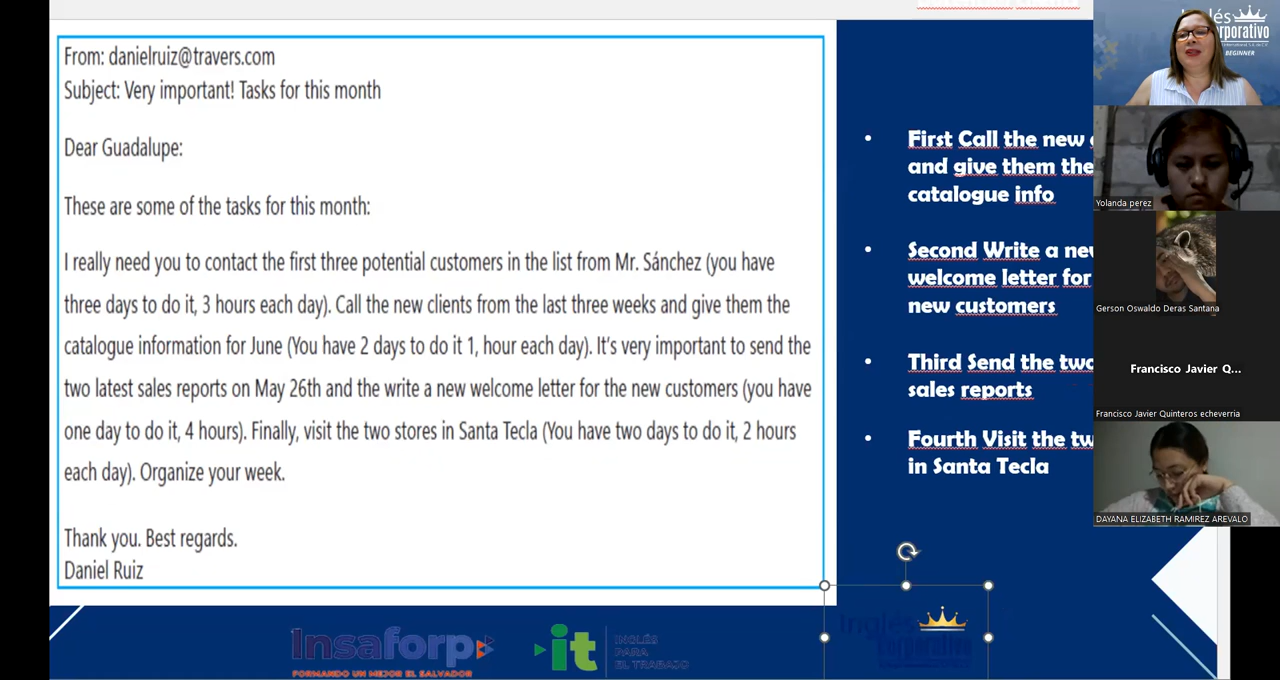 From: danielruiz@travers.com
Subject: Very important! Tasks for this month
Dear Guadalupe:
These are some of the tasks for this month:
I really need you to contact the first three potential customers in the list from Mr. Sánchez (you have
three days to do it, 3 hours each day). Call the new clients from the last three weeks and give them the
catalogue information for June (You have 2 days to do it 1, hour each day). It's very important to send the
two latest sales reports on May 26th and the write a new welcome letter for the new customers (you have
one day to do it, 4 hours). Finally, visit the two stores in Santa Tecla (You have two days to do it, 2 hours
each day). Organize your week.
Thank you. Best regards.
Daniel Ruiz
• First Call the new
and give them the
catalogue info
• Second Write a new
welcome letter for
new customers
• Third Send the two
sales reports
• Fourth Visit the
in Santa Tecla
Insaforp
FORMANDO UN MEJOR EL SALVADOR
it
INGLÉS
PARA
EL TRABAJO
Inglés
Corporativo
BEGINNER
Yolanda perez
Gerson Oswaldo Deras Santana
Francisco Javier Q...
Francisco Javier Quinteros echeverria
DAYANA ELIZABETH RAMIREZ AREVALO